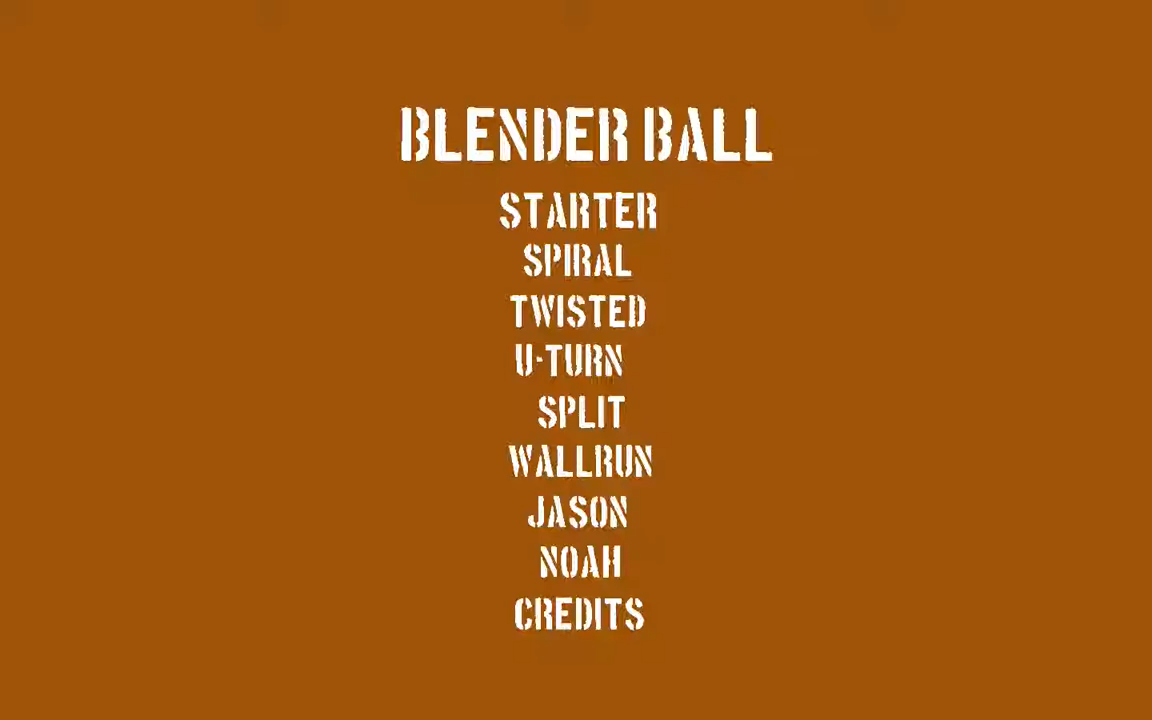 BLENDER BALL
STARTER
SPIRAL
TWISTED
U-TURN
SPLIT
WALLRUN
JASON
NOAH
CREDITS